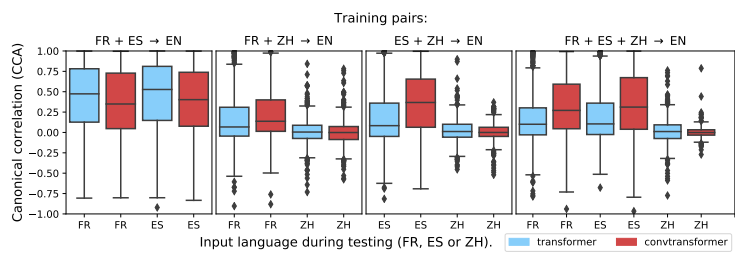 Training pairs:
FR + ES → EN
FR + ZH → EN
ES + ZH → EN
FR + ES + ZH → EN
Canonical correlation (CCA)
1.00
0.75
0.50
0.25
0.00
−0.25
−0.50
−0.75
−1.00
FR FR ES ES
FR FR ZH ZH
ES ES ZH ZH
FR FR ES ES ZH ZH
Input language during testing (FR, ES or ZH).
transformer convtransformer